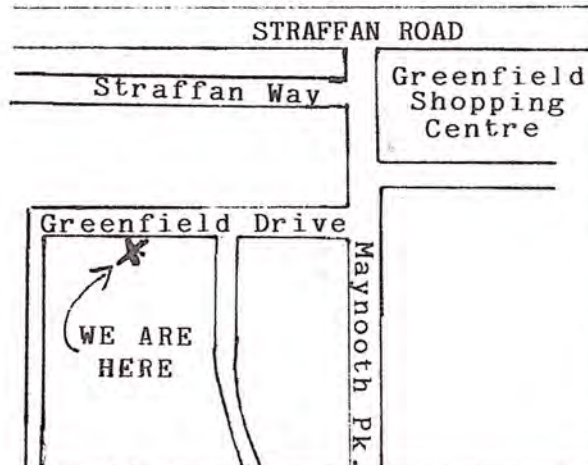 STRAFFAN ROAD
Straffan Way
Greenfield
Shopping
Centre
Greenfield Drive
Maynooth Pk.
WE ARE
HERE